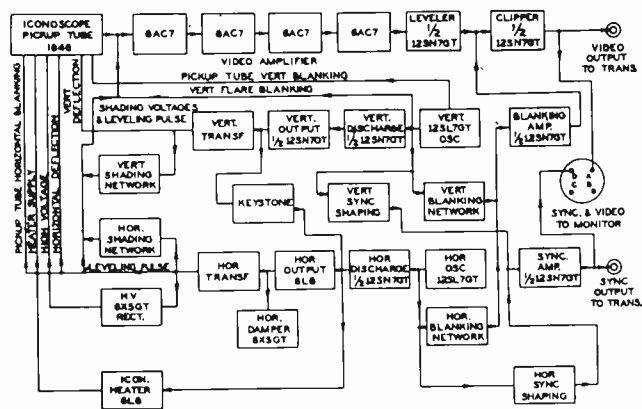 ICONOSCOPE
PICKUP TUBE
1846
6AC7
6AC7
6AC7
6AC7
LEVELER
1/2
12SN7GT
CLIPPER
1/2
12SN7GT
VIDEO
OUTPUT
TO TRANS.
VIDEO AMPLIFIER
PICKUP TUBE VERT BLANKING
VERT FLARE BLANKING
PICKUP TUBE HORIZONTAL BLANKING
HEATER SUPPLY
HIGH VOLTAGE
HORIZONTAL DEFLECTION
VERT
DEFLECTION
SHADING VOLTAGES
& LEVELING PULSE
VERT.
TRANSF
VERT.
OUTPUT
1/2 12SN7GT
VERT.
DISCHARGE
1/2 12SN7GT
VERT.
12SL7GT
OSC
BLANKING
AMP.
1/2 12SN7GT
VERT
SHADING
NETWORK
KEYSTONE
VERT
SYNC
SHAPING
VERT
BLANKING
NETWORK
D A
C B
SYNC. & VIDEO
TO MONITOR
HOR.
SHADING
NETWORK
LEVELING PULSE
HOR
TRANSF
HOR
OUTPUT
6L6
HOR
DISCHARGE
1/2 12SN7GT
HOR
OSC
12SL7GT
SYNC.
AMP.
1/2 12SN7GT
SYNC
OUTPUT
TO TRANS.
H.V
6X5GT
RECT.
HOR.
DAMPER
6X5GT
HOR.
BLANKING
NETWORK
ICON.
HEATER
6L6
HOR
SYNC
SHAPING